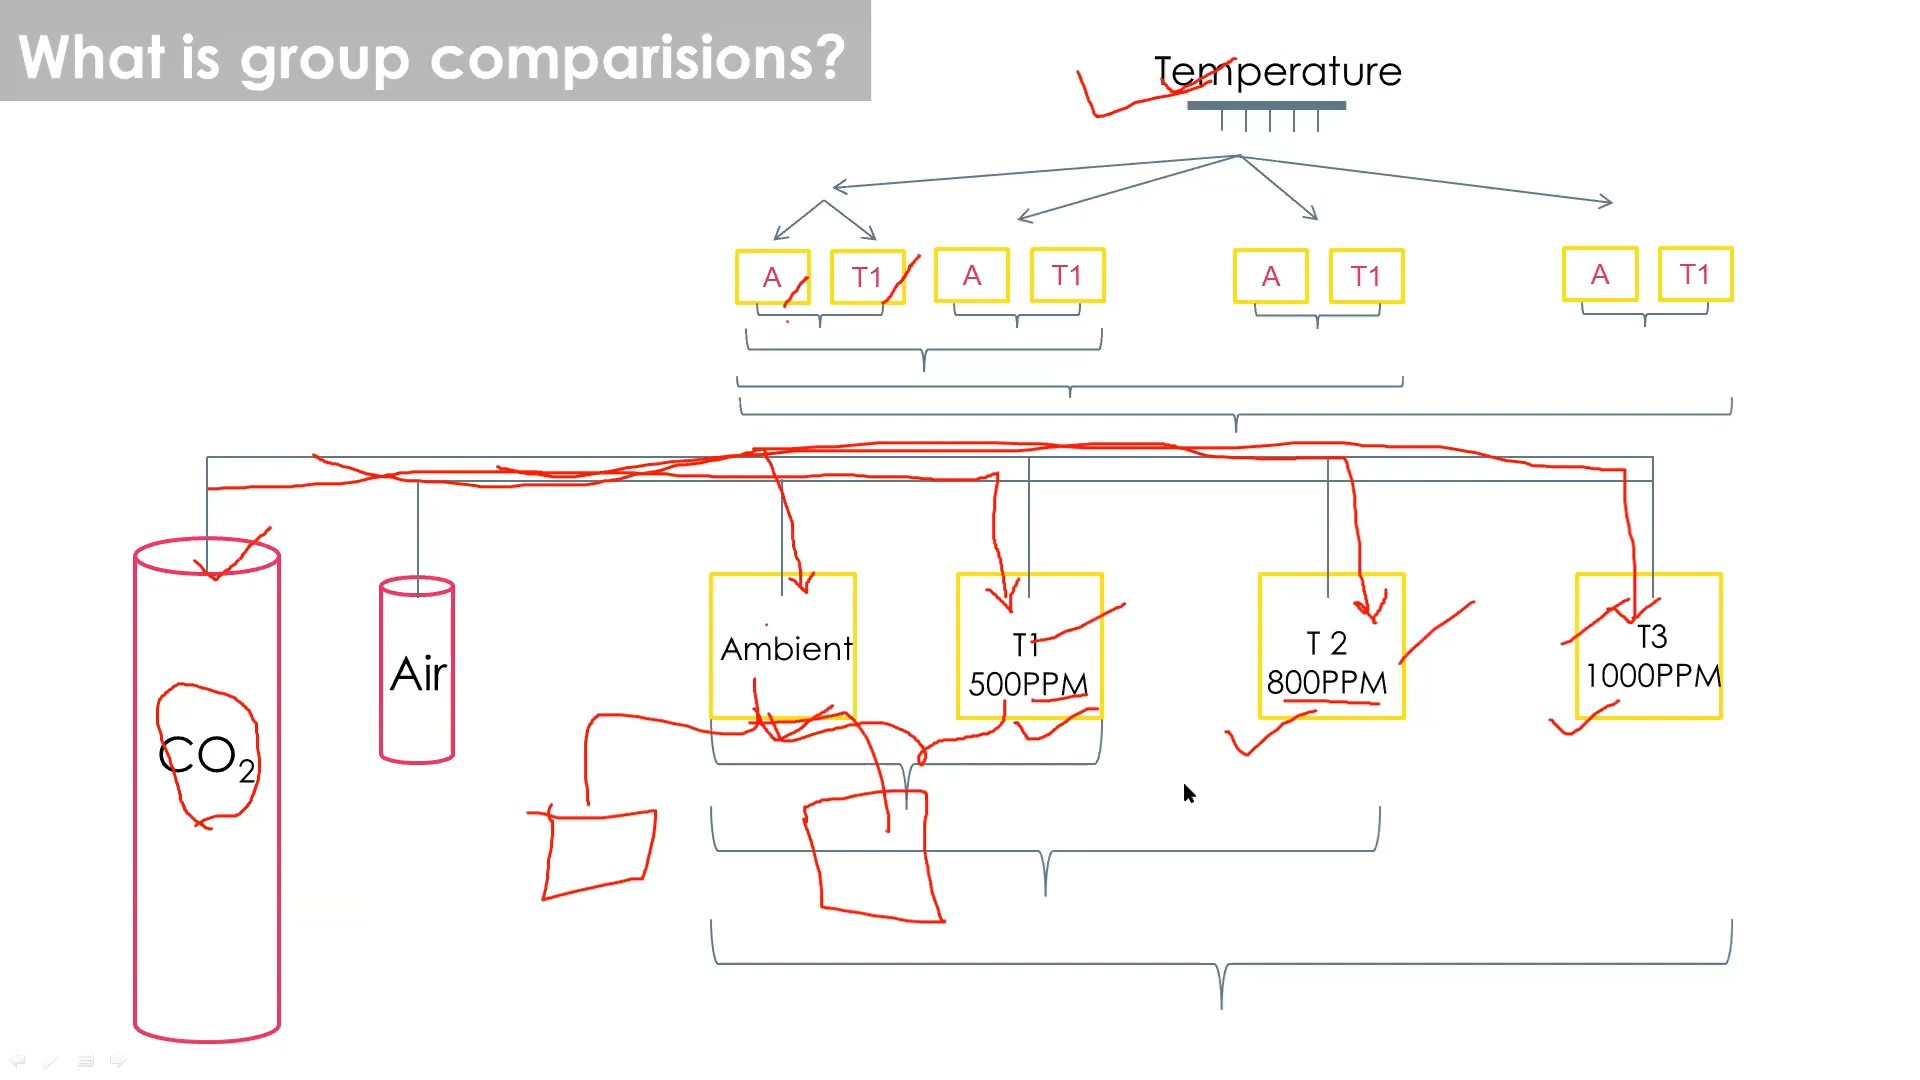 What is group comparisions?
Temperature
A T1 A T1 A T1 A T1
CO₂
Air
Ambient
T1
500PPM
T 2
800PPM
T3
1000PPM